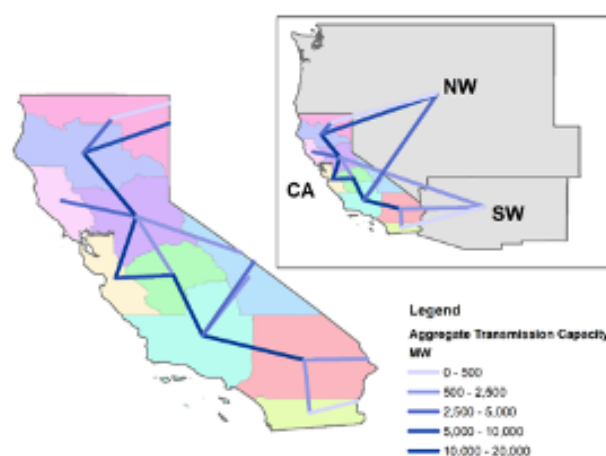 NW
CA
SW
Legend
Aggregate Transmission Capacity
MW
0 - 500
500 - 2,500
2,500 - 5,000
5,000 - 10,000
10,000 - 20,000